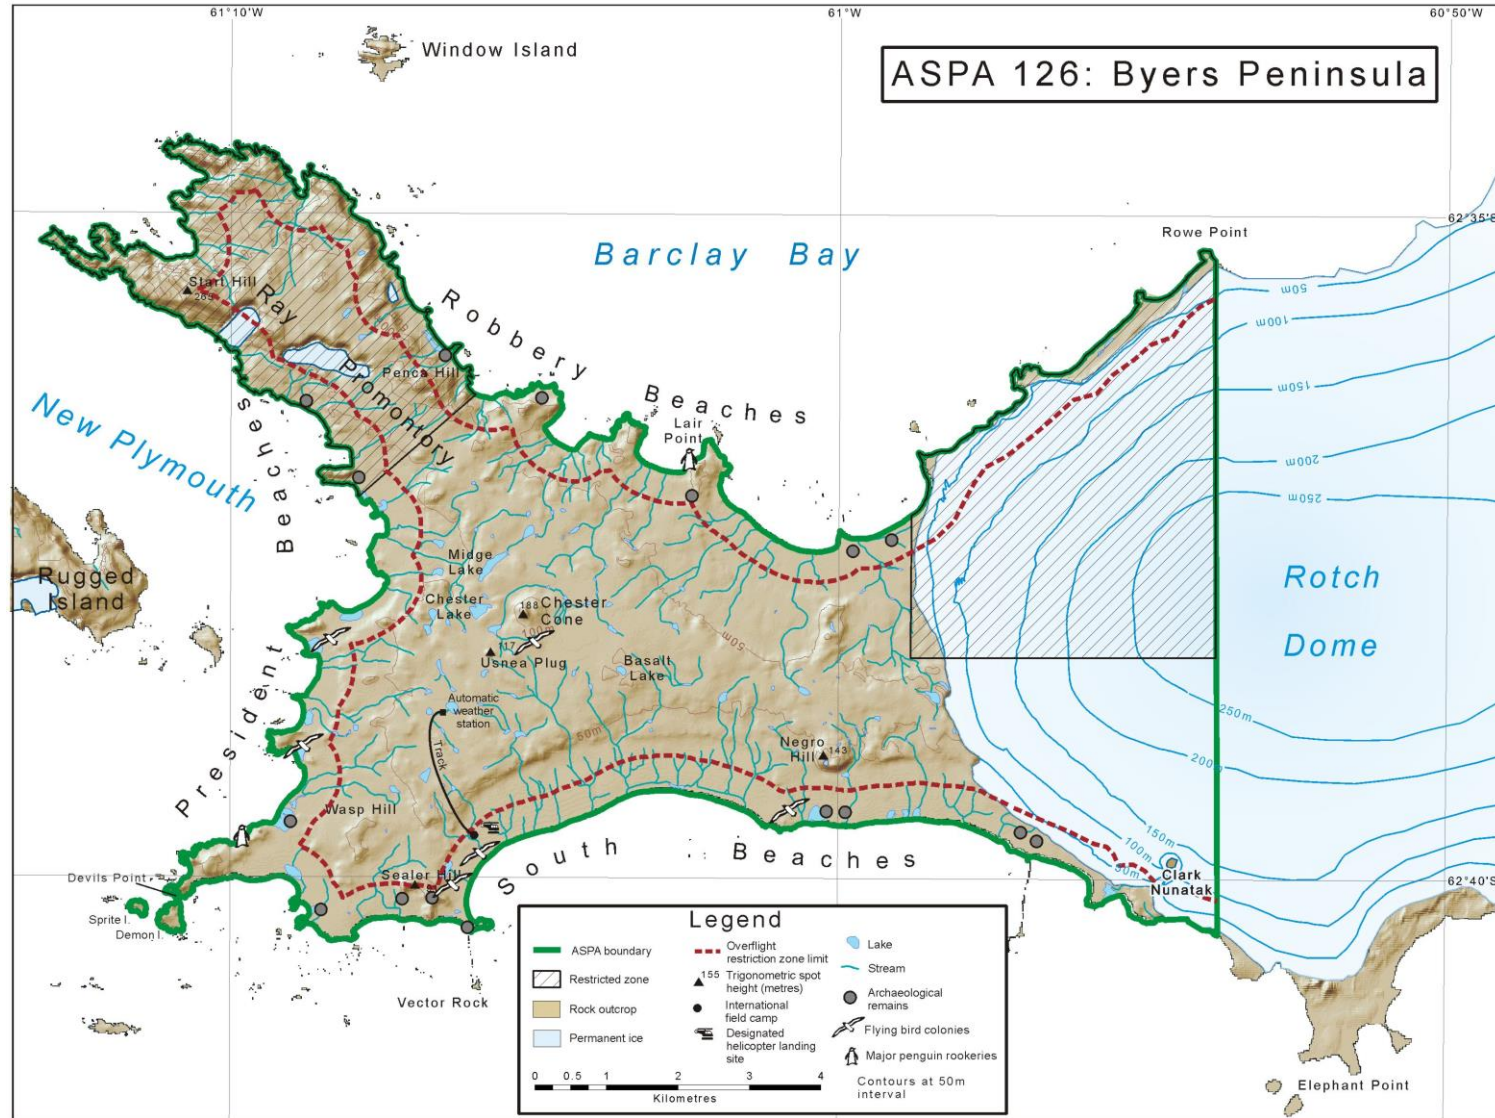 61°10'W
61°W
60°50'W
Window Island
ASPA 126: Byers Peninsula
62°35'S
Rowe Point
Barclay Bay
Start Hill
Ray
Promontory
Robbery
Beaches
50m
100m
150m
200m
250m
Penca Hill
New Plymouth
Lair
Point
Beaches
President
Rugged
Island
Midge
Lake
Chester
Lake
188 Chester
Cone
100m
50m
117
Usnea Plug
Basalt
Lake
Rotch
Dome
Automatic
weather
station
Track
50m
Negro
Hill
143
250m
200m
Wasp Hill
150m
100m
50m
South Beaches
Clark
Nunatak
62°40'S
Sealer Hill
Devils Point
Sprite I.
Demon I.
Vector Rock
Elephant Point
Legend
ASPA boundary
Restricted zone
Rock outcrop
Permanent ice
Overflight
restriction zone limit
155 Trigonometric spot
height (metres)
International
field camp
Designated
helicopter landing
site
Lake
Stream
Archaeological
remains
Flying bird colonies
Major penguin rookeries
Contours at 50m
interval
0 0.5 1 2 3 4
Kilometres